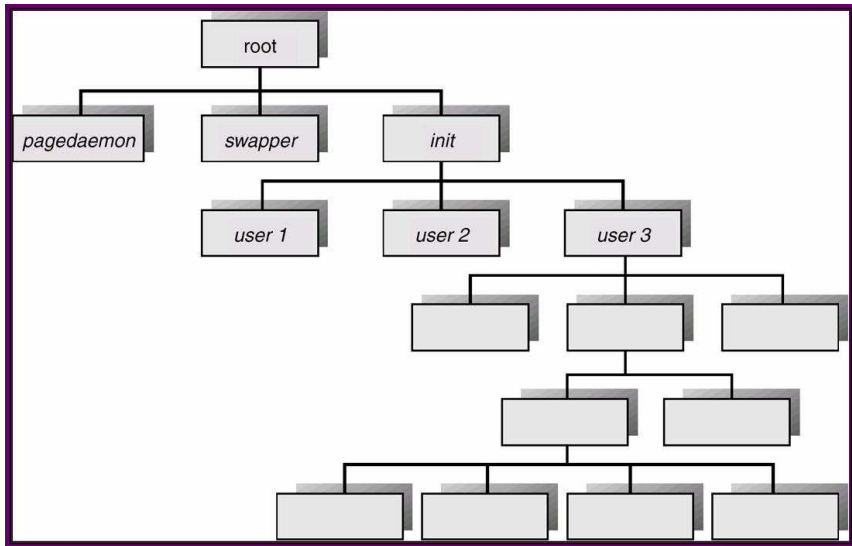 root
pagedaemon
swapper
init
user 1
user 2
user 3